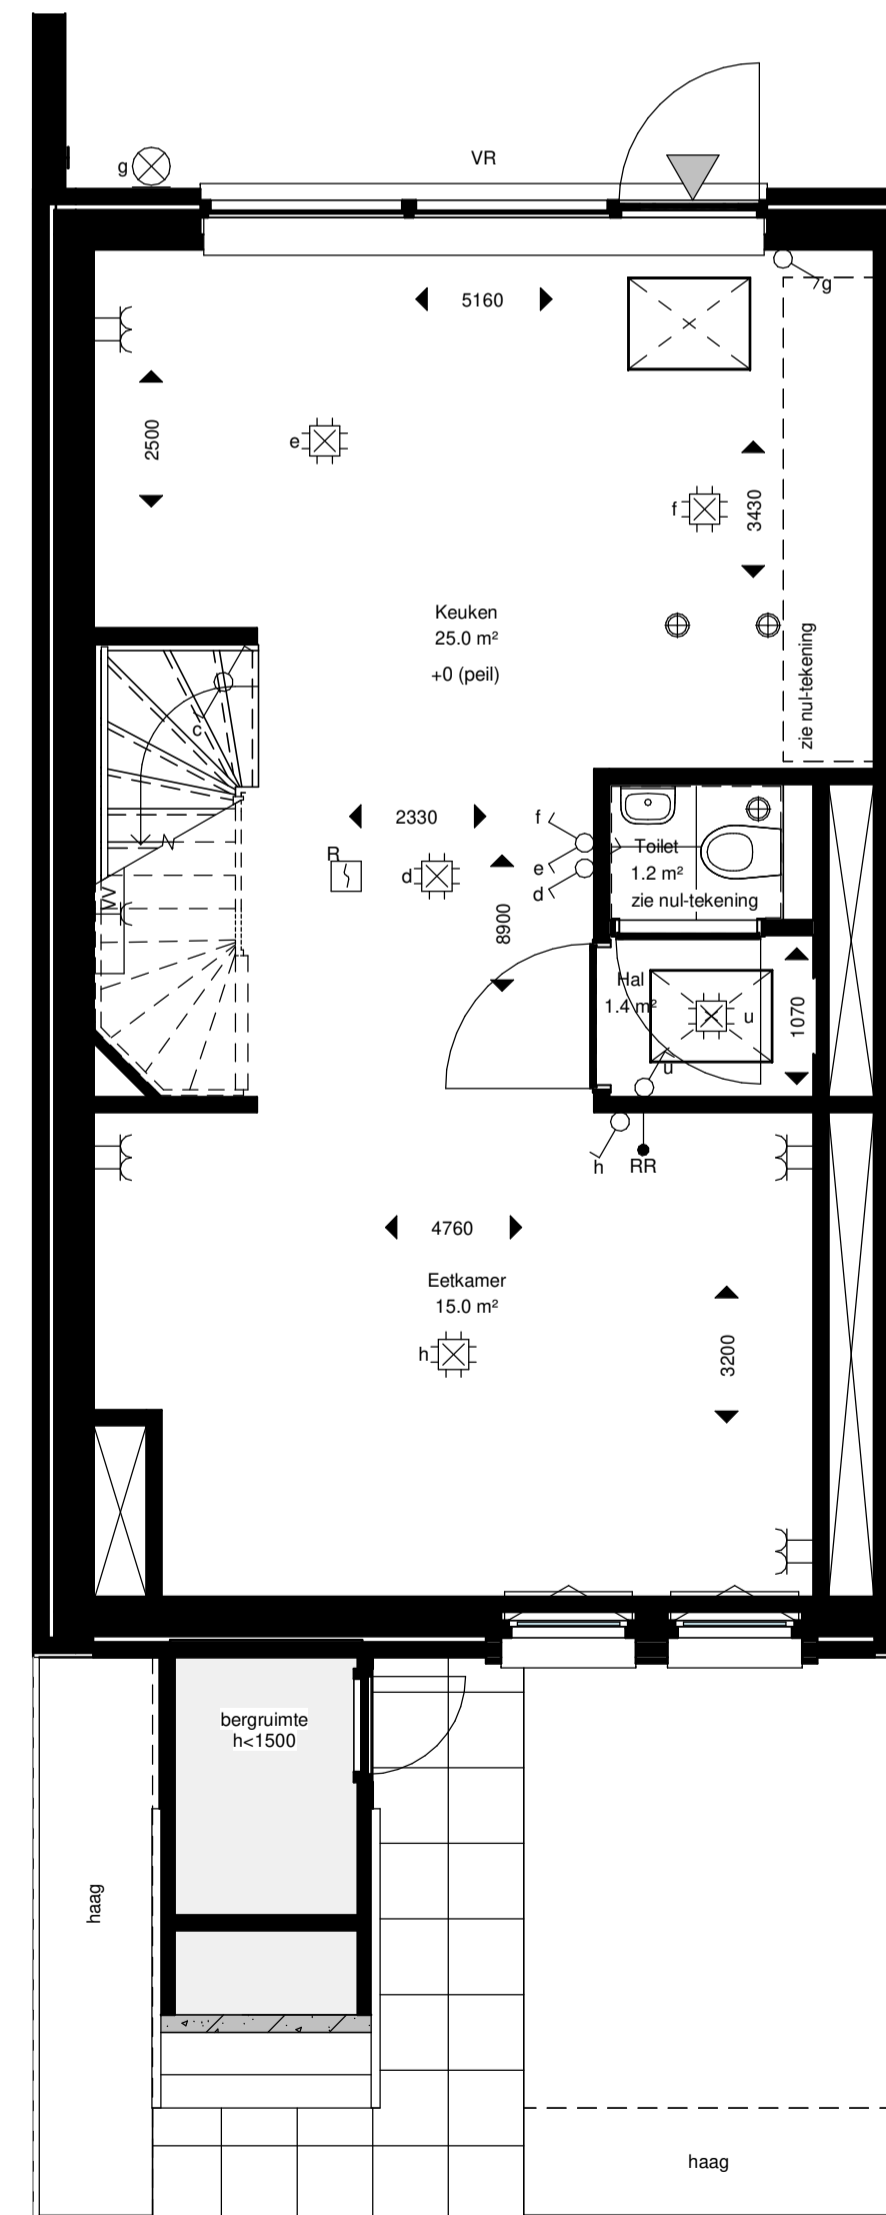 VR
g
5160
g
2500
e
f
3430
Keuken
25.0 m²
+0 (peil)
zie nul-tekening
c
2330
R
d
8900
f
e
d
Toilet
1.2 m²
zie nul-tekening
Hal
1.4 m²
u
u
1070
h
RR
4760
Eetkamer
15.0 m²
h
3200
bergruimte
h<1500
haag
haag